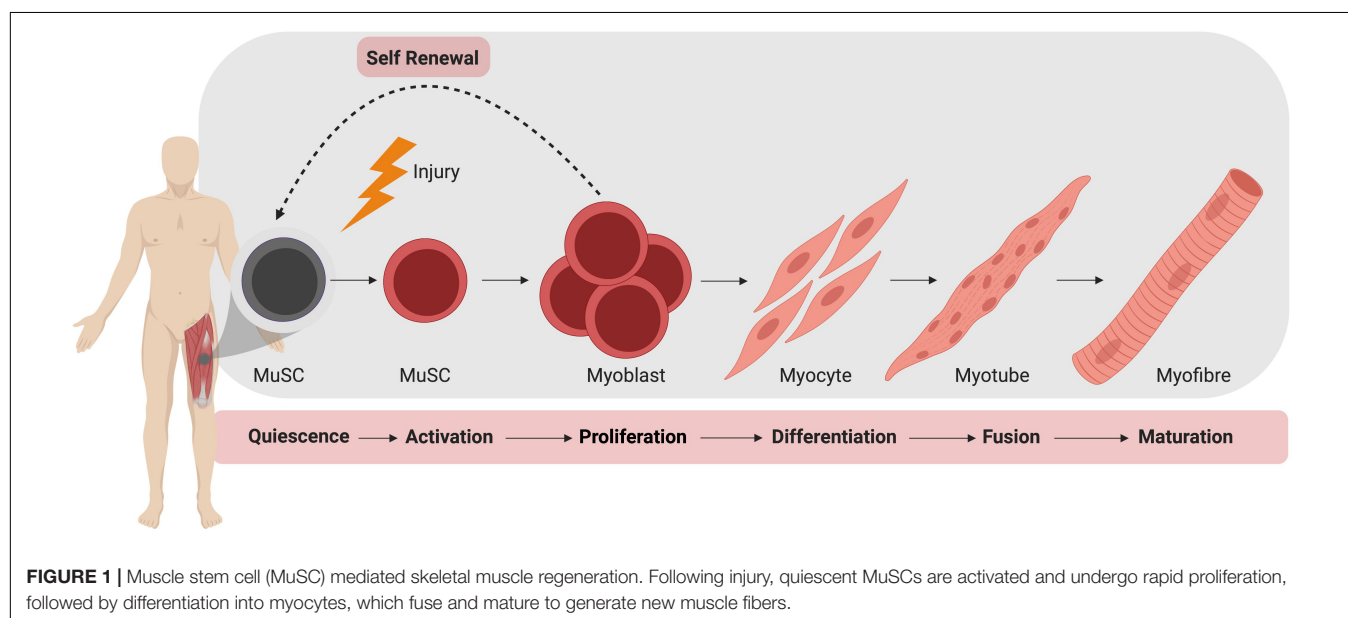 Self Renewal
Injury
MuSC
MuSC
Myoblast
Myocyte
Myotube
Myofibre
Quiescence
Activation
Proliferation
Differentiation
Fusion
Maturation
FIGURE 1 | Muscle stem cell (MuSC) mediated skeletal muscle regeneration. Following injury, quiescent MuSCs are activated and undergo rapid proliferation,
followed by differentiation into myocytes, which fuse and mature to generate new muscle fibers.